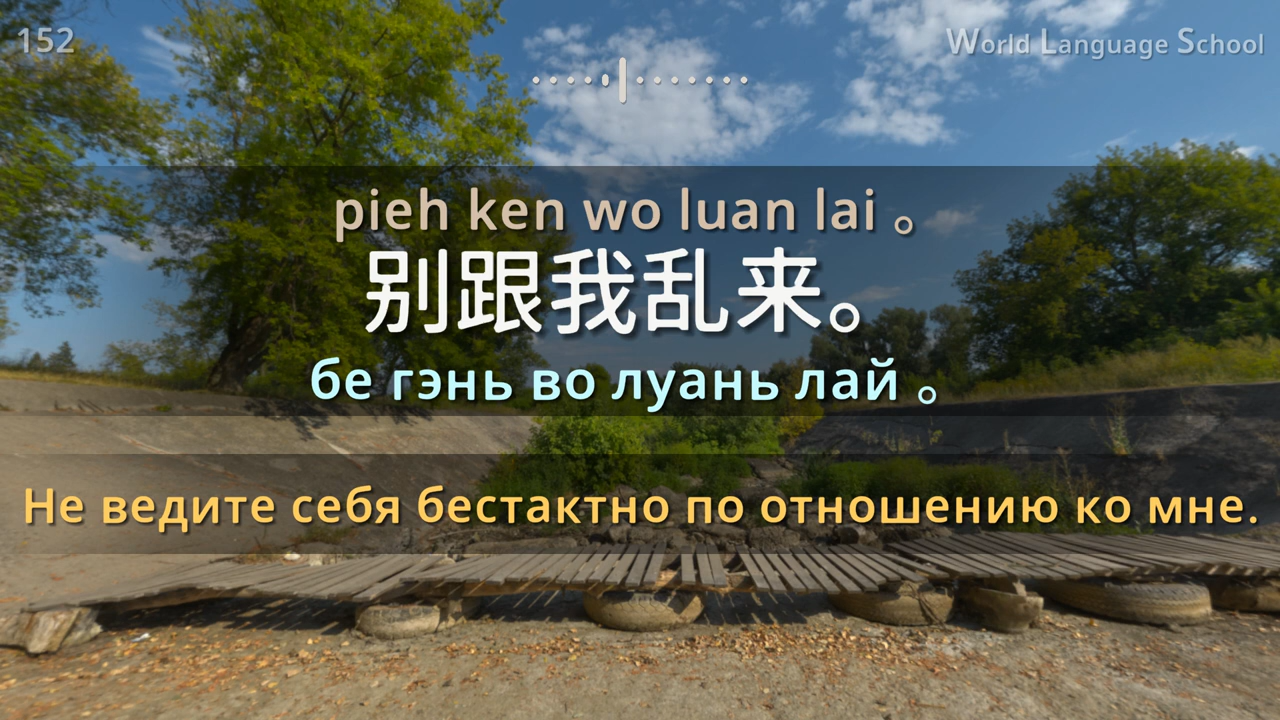 152
World Language School
pieh ken wo luan lai 。
别跟我乱来。
бе гэнь во луань лай 。
Не ведите себя бестактно по отношению ко мне.